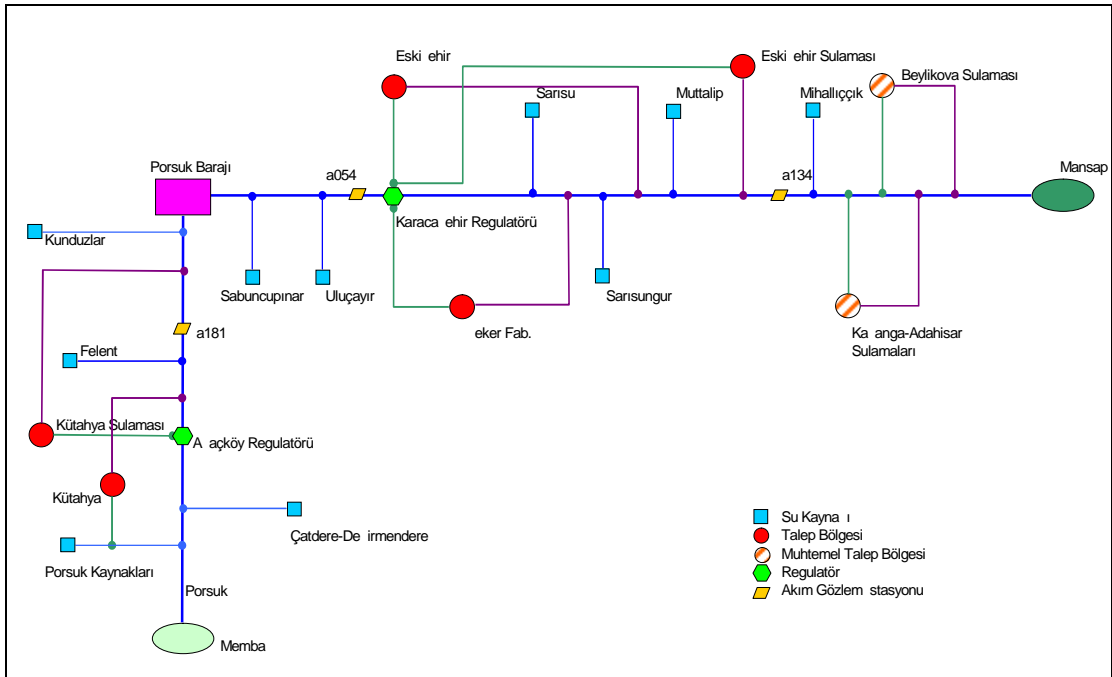 Eski ehir
Eski ehir Sulaması
Beylikova Sulaması
Sarısu
Muttalip
Mihallıççık
Porsuk Barajı
a054
a134
Mansap
Karaca ehir Regulatörü
Kunduzlar
Sabuncupınar
Uluçayır
Sarısungur
eker Fab.
Ka anga-Adahisar
Sulamaları
a181
Felent
Kütahya Sulaması
A açköy Regulatörü
Kütahya
Çatdere-De irmendere
Porsuk Kaynakları
Porsuk
Memba
Su Kayna ı
Talep Bölgesi
Muhtemel Talep Bölgesi
Regulatör
Akım Gözlem stasyonu